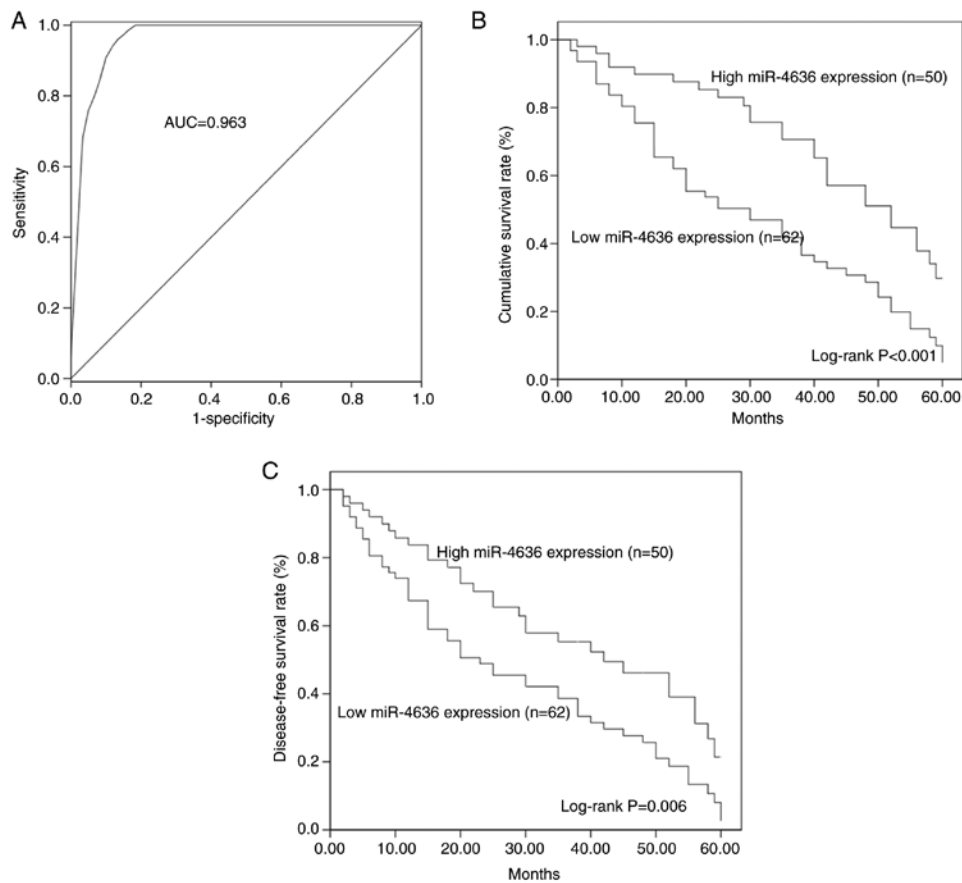 A
1.0
0.8
0.6
0.4
0.2
0.0
Sensitivity
AUC=0.963
0.0 0.2 0.4 0.6 0.8 1.0
1-specificity
B
1.0
0.8
0.6
0.4
0.2
0.0
Cumulative survival rate (%)
High miR-4636 expression (n=50)
Low miR-4636 expression (n=62)
Log-rank P<0.001
0.00 10.00 20.00 30.00 40.00 50.00 60.00
Months
C
1.0
0.8
0.6
0.4
0.2
0.0
Disease-free survival rate (%)
High miR-4636 expression (n=50)
Low miR-4636 expression (n=62)
Log-rank P=0.006
0.00 10.00 20.00 30.00 40.00 50.00 60.00
Months